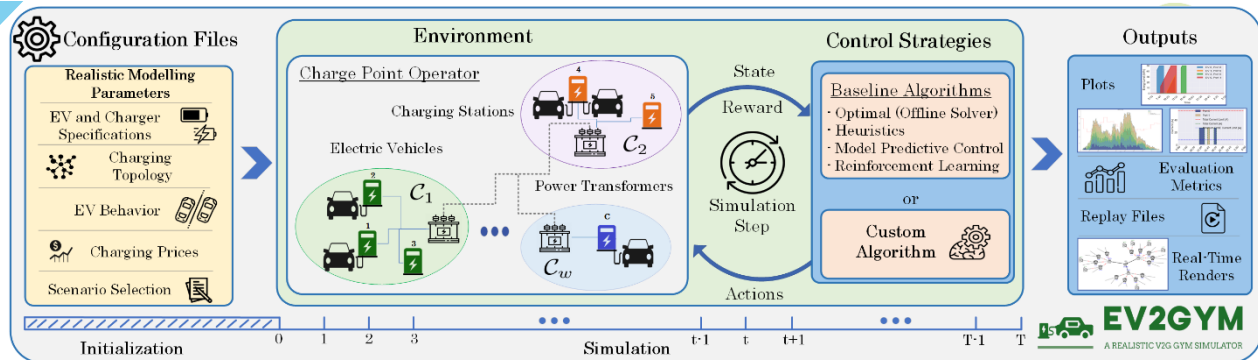 Configuration Files
Realistic Modelling
Parameters
EV and Charger
Specifications
Charging
Topology
EV Behavior
Charging Prices
Scenario Selection
Environment
Charge Point Operator
Charging Stations
4
5
C2
Electric Vehicles
2
C1
1
3
Power Transformers
c
Cw
State
Reward
Simulation
Step
Actions
Control Strategies
Baseline Algorithms
· Optimal (Offline Solver)
· Heuristics
· Model Predictive Control
· Reinforcement Learning
or
Custom
Algorithm
Outputs
Plots
Evaluation
Metrics
Replay Files
Real-Time
Renders
0 1 2 3 t-1 t t+1 T-1 T
Initialization
Simulation
EV2GYM
A REALISTIC V2G GYM SIMULATOR